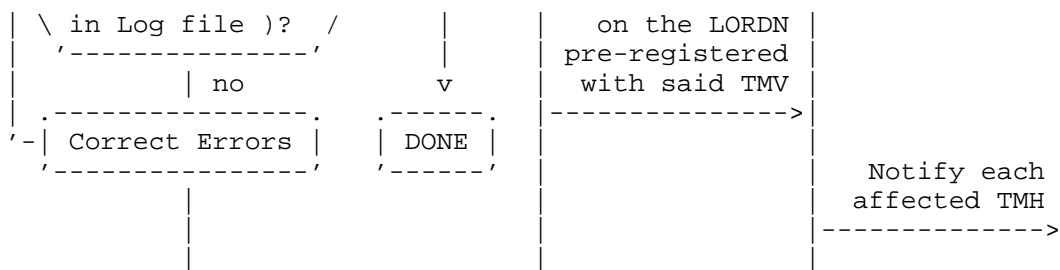 | \ in Log file )?  /      |     |   on the LORDN |
|  '---------------'       |     | pre-registered |
|          | no            v     |  with said TMV |
| .----------------.   .------.  |--------------->|
'-| Correct Errors |   | DONE |  |                |
  '----------------'   '------'  |                |   Notify each
           |                     |                |  affected TMH
           |                     |                |-------------->
           |                     |                |